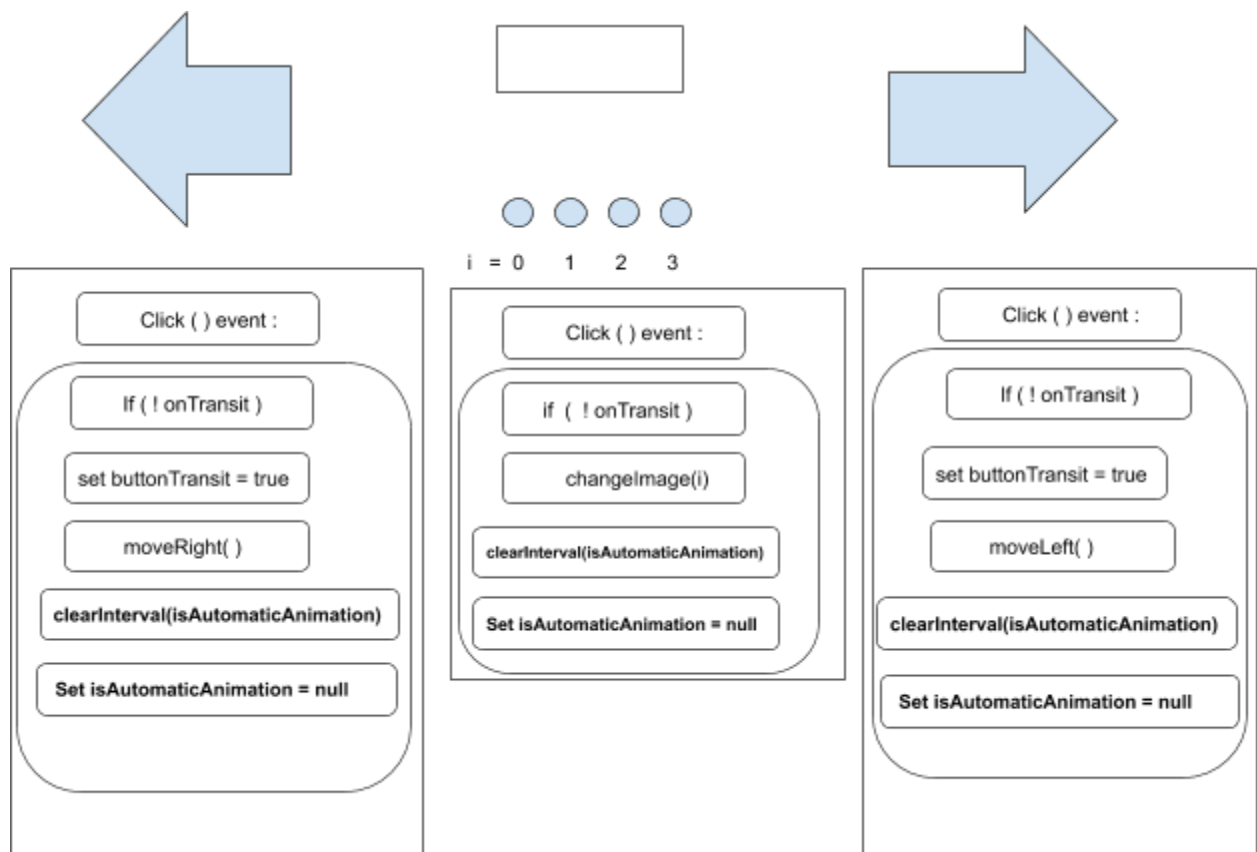 i = 0 1 2 3
Click ( ) event :
If ( ! onTransit )
set buttonTransit = true
moveRight( )
clearInterval(isAutomaticAnimation)
Set isAutomaticAnimation = null
Click ( ) event :
if ( ! onTransit )
changeImage(i)
clearInterval(isAutomaticAnimation)
Set isAutomaticAnimation = null
Click ( ) event :
If ( ! onTransit )
set buttonTransit = true
moveLeft( )
clearInterval(isAutomaticAnimation)
Set isAutomaticAnimation = null